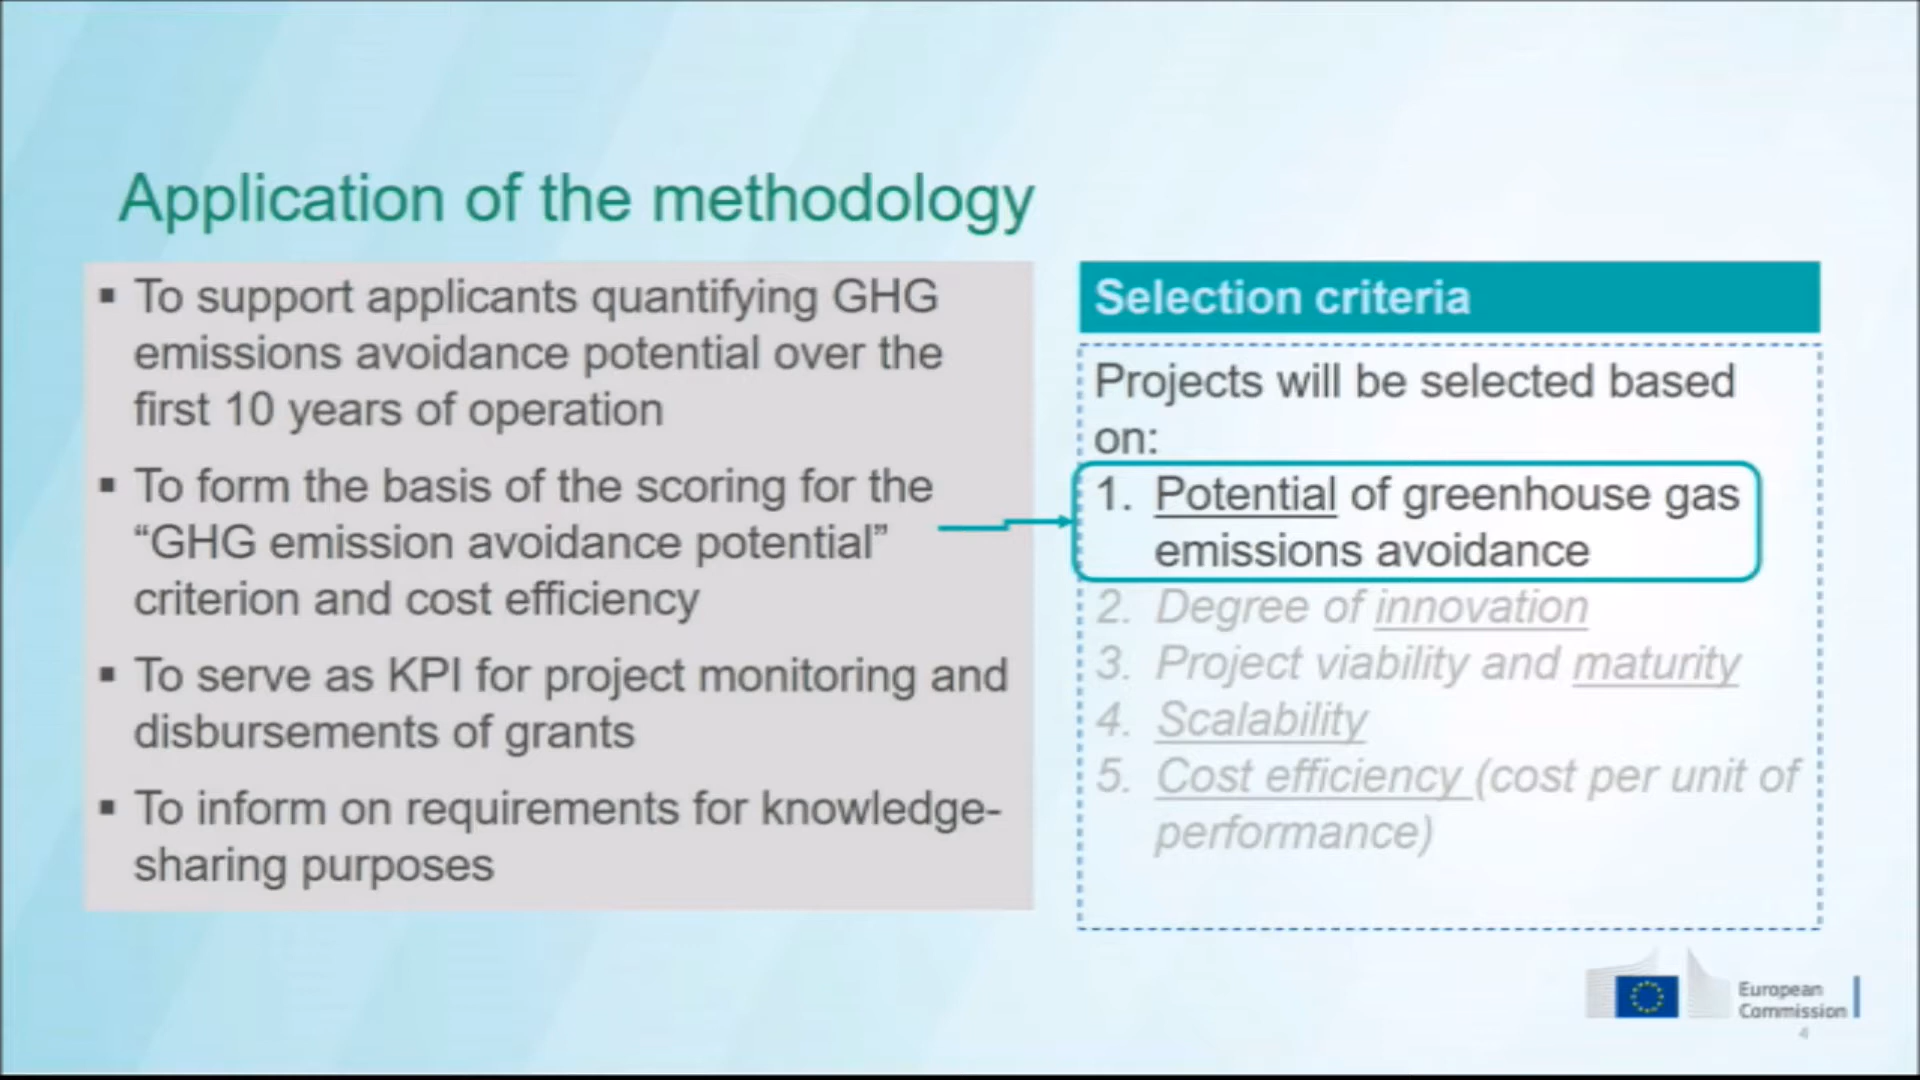 Application of the methodology
▪ To support applicants quantifying GHG
emissions avoidance potential over the
first 10 years of operation
▪ To form the basis of the scoring for the
“GHG emission avoidance potential”
criterion and cost efficiency
▪ To serve as KPI for project monitoring and
disbursements of grants
▪ To inform on requirements for knowledge-
sharing purposes
Selection criteria
Projects will be selected based
on:
1. Potential of greenhouse gas
emissions avoidance
2. Degree of innovation
3. Project viability and maturity
4. Scalability
5. Cost efficiency (cost per unit of
performance)
European
Commission
4